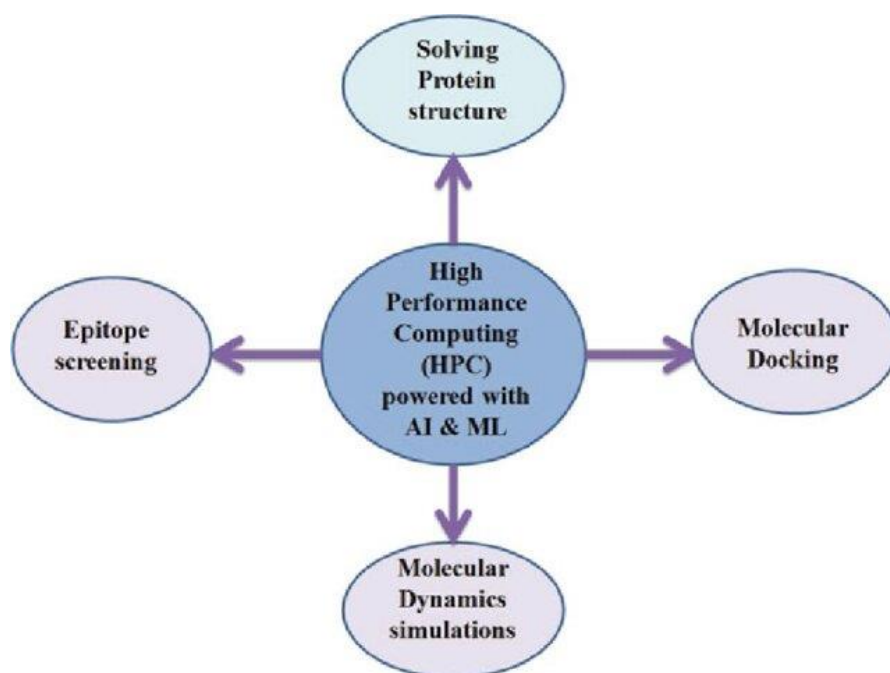 Solving
Protein
structure
High
Performance
Computing
(HPC)
powered with
AI & ML
Epitope
screening
Molecular
Docking
Molecular
Dynamics
simulations